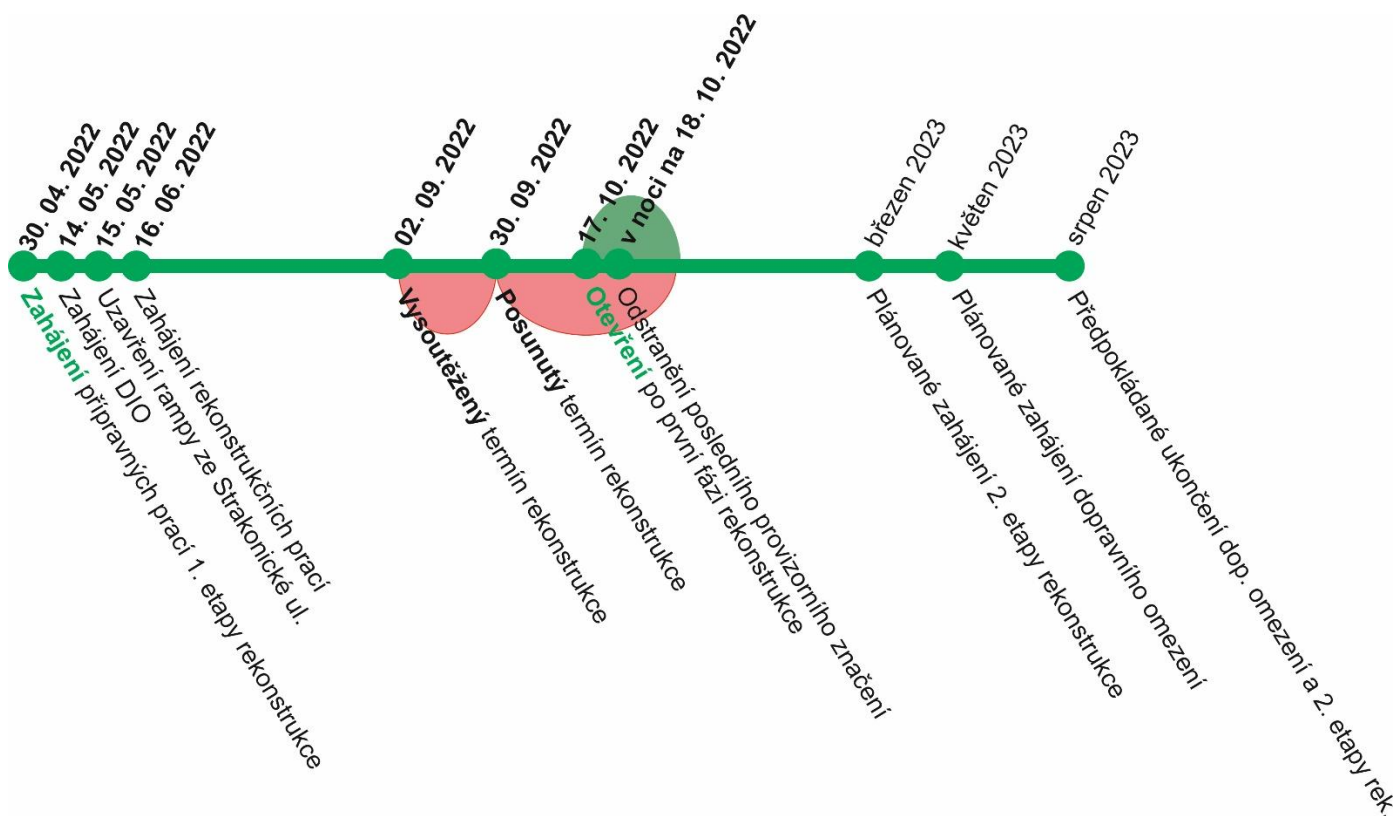 30. 04. 2022
14. 05. 2022
15. 05. 2022
16. 06. 2022
02. 09. 2022
30. 09. 2022
17. 10. 2022
v noci na 18. 10. 2022
březen 2023
květen 2023
srpen 2023
Zahájení přípravných prací 1. etapy rekonstrukce
Zahájení DIO
Uzavření rampy ze Strakonické ul.
Zahájení rekonstrukčních prací
Vysoutěžený termín rekonstrukce
Posunutý termín rekonstrukce
Otevření po první fázi rekonstrukce
Odstranění posledního provizorního značení
Plánované zahájení 2. etapy rekonstrukce
Plánované zahájení dopravního omezení
Předpokládané ukončení dop. omezení a 2. etapy rek.